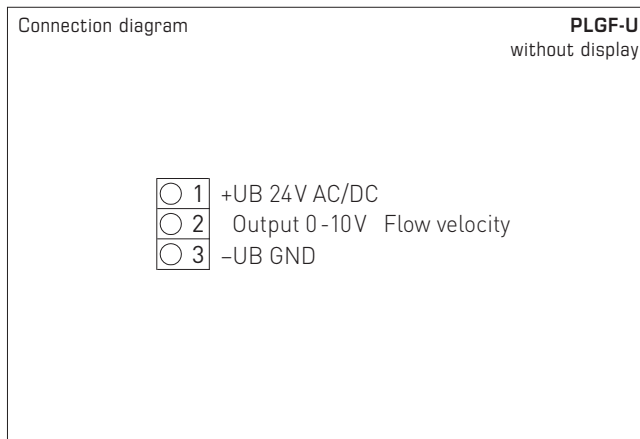 Connection diagram
PLGF-U
without display
1 +UB 24V AC/DC
2 Output 0-10V Flow velocity
3 –UB GND